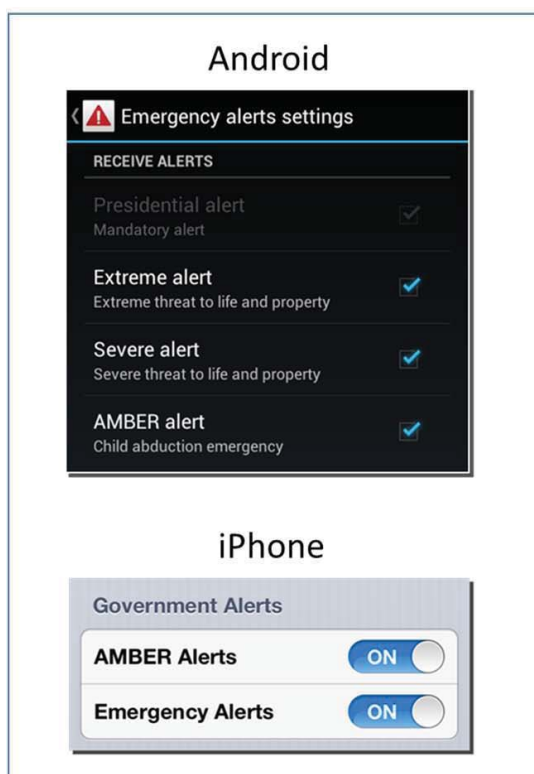 Android
Emergency alerts settings
RECEIVE ALERTS
Presidential alert
Mandatory alert
Extreme alert
Extreme threat to life and property
Severe alert
Severe threat to life and property
AMBER alert
Child abduction emergency
iPhone
Government Alerts
AMBER Alerts ON
Emergency Alerts ON